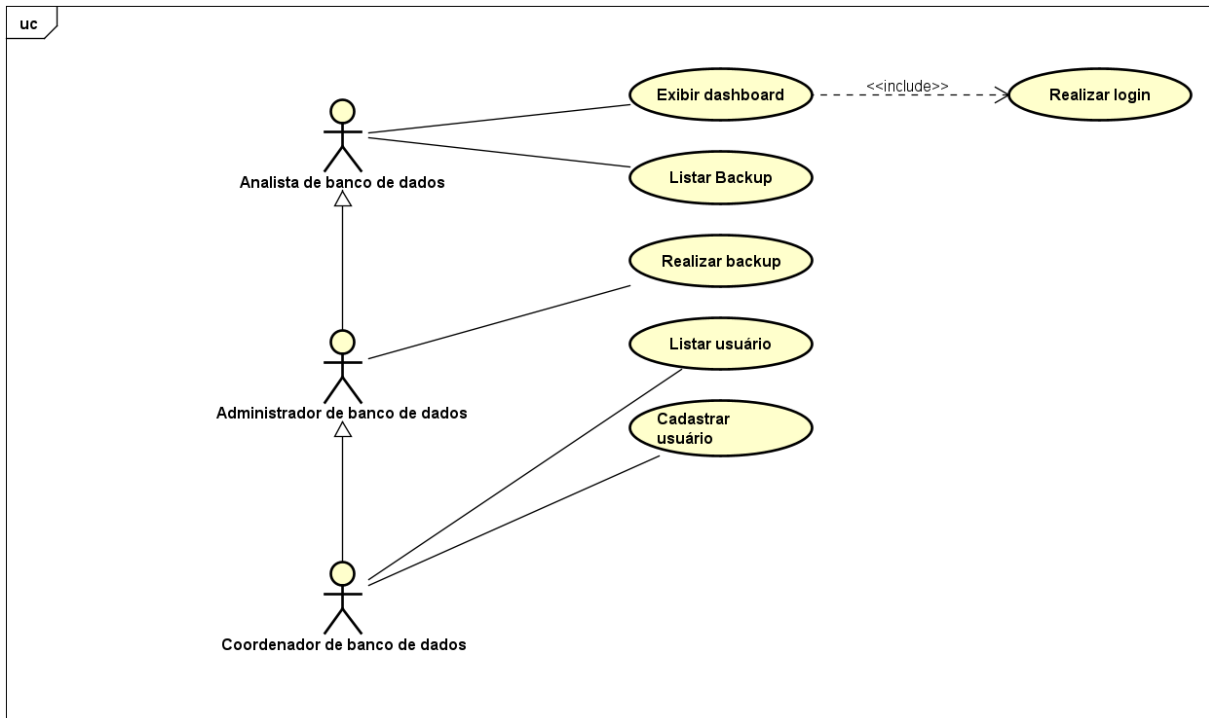 uc
Exibir dashboard
<<include>>
Realizar login
Analista de banco de dados
Listar Backup
Realizar backup
Listar usuário
Administrador de banco de dados
Cadastrar
usuário
Coordenador de banco de dados